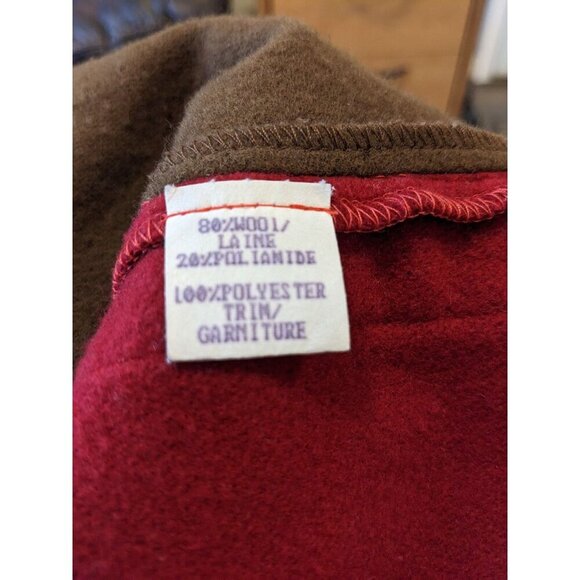 80%WOOL/
LAINE
20%POLIAMIDE
100%POLYESTER
TRIM/
GARNITURE